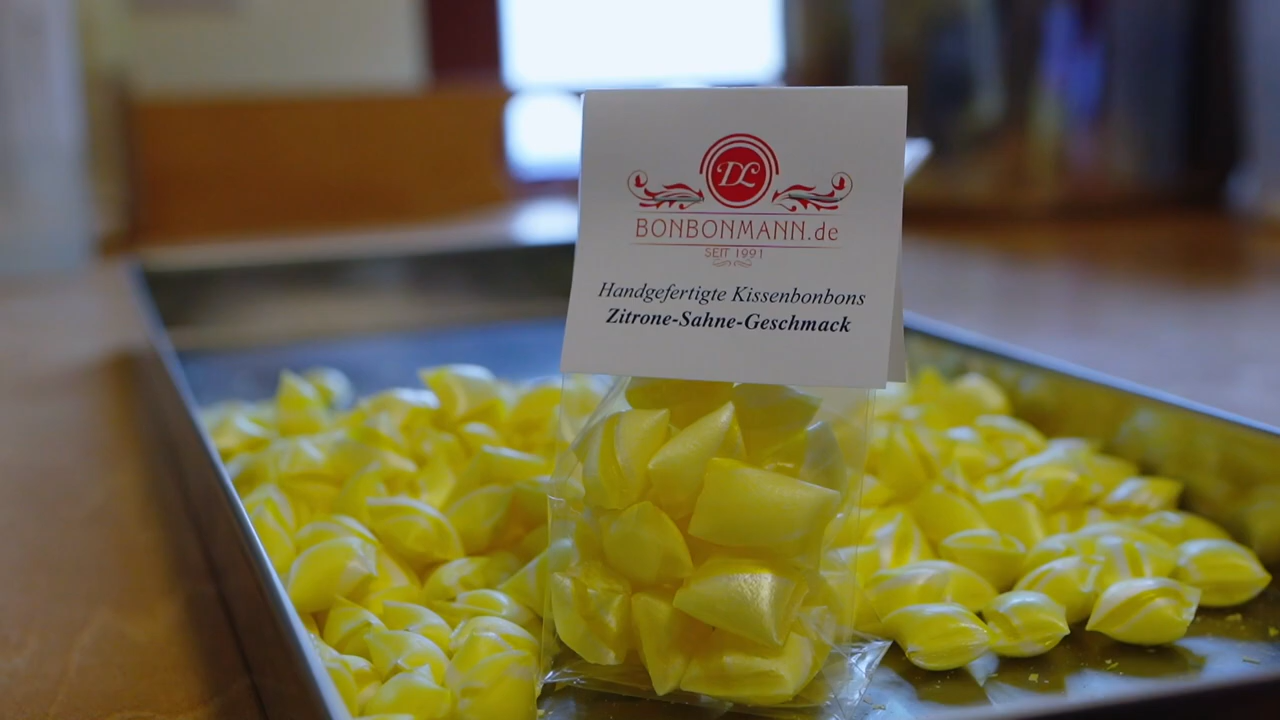 DL
BONBONMANN.de
SEIT 1991
Handgefertigte Kissenbonbons
Zitrone-Sahne-Geschmack